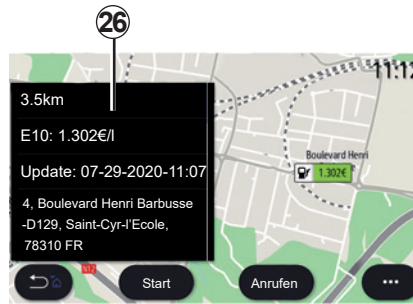 26
11:12
3.5km
E10: 1.302€/l
Update: 07-29-2020-11:07
4, Boulevard Henri Barbusse
-D129, Saint-Cyr-l'Ecole,
78310 FR
Boulevard Henri
1.302€
N12
Start
Anrufen